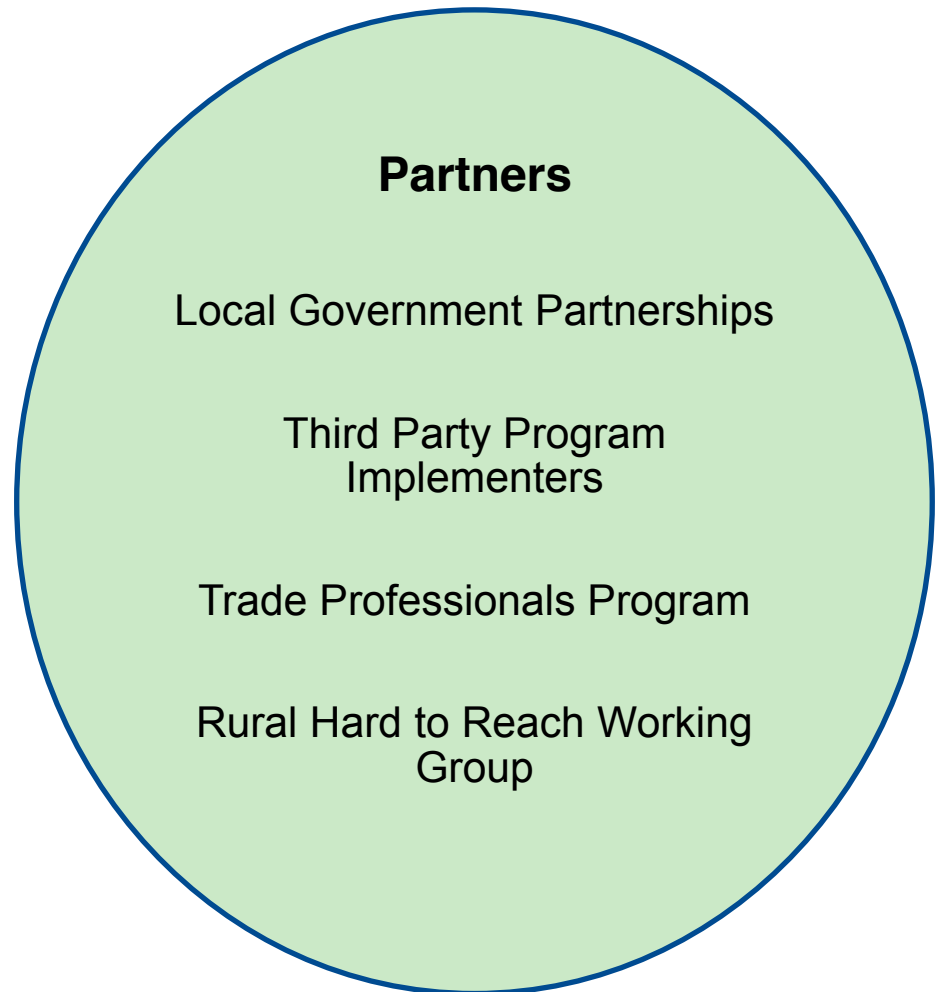 Partners
Local Government Partnerships
Third Party Program
Implementers
Trade Professionals Program
Rural Hard to Reach Working
Group